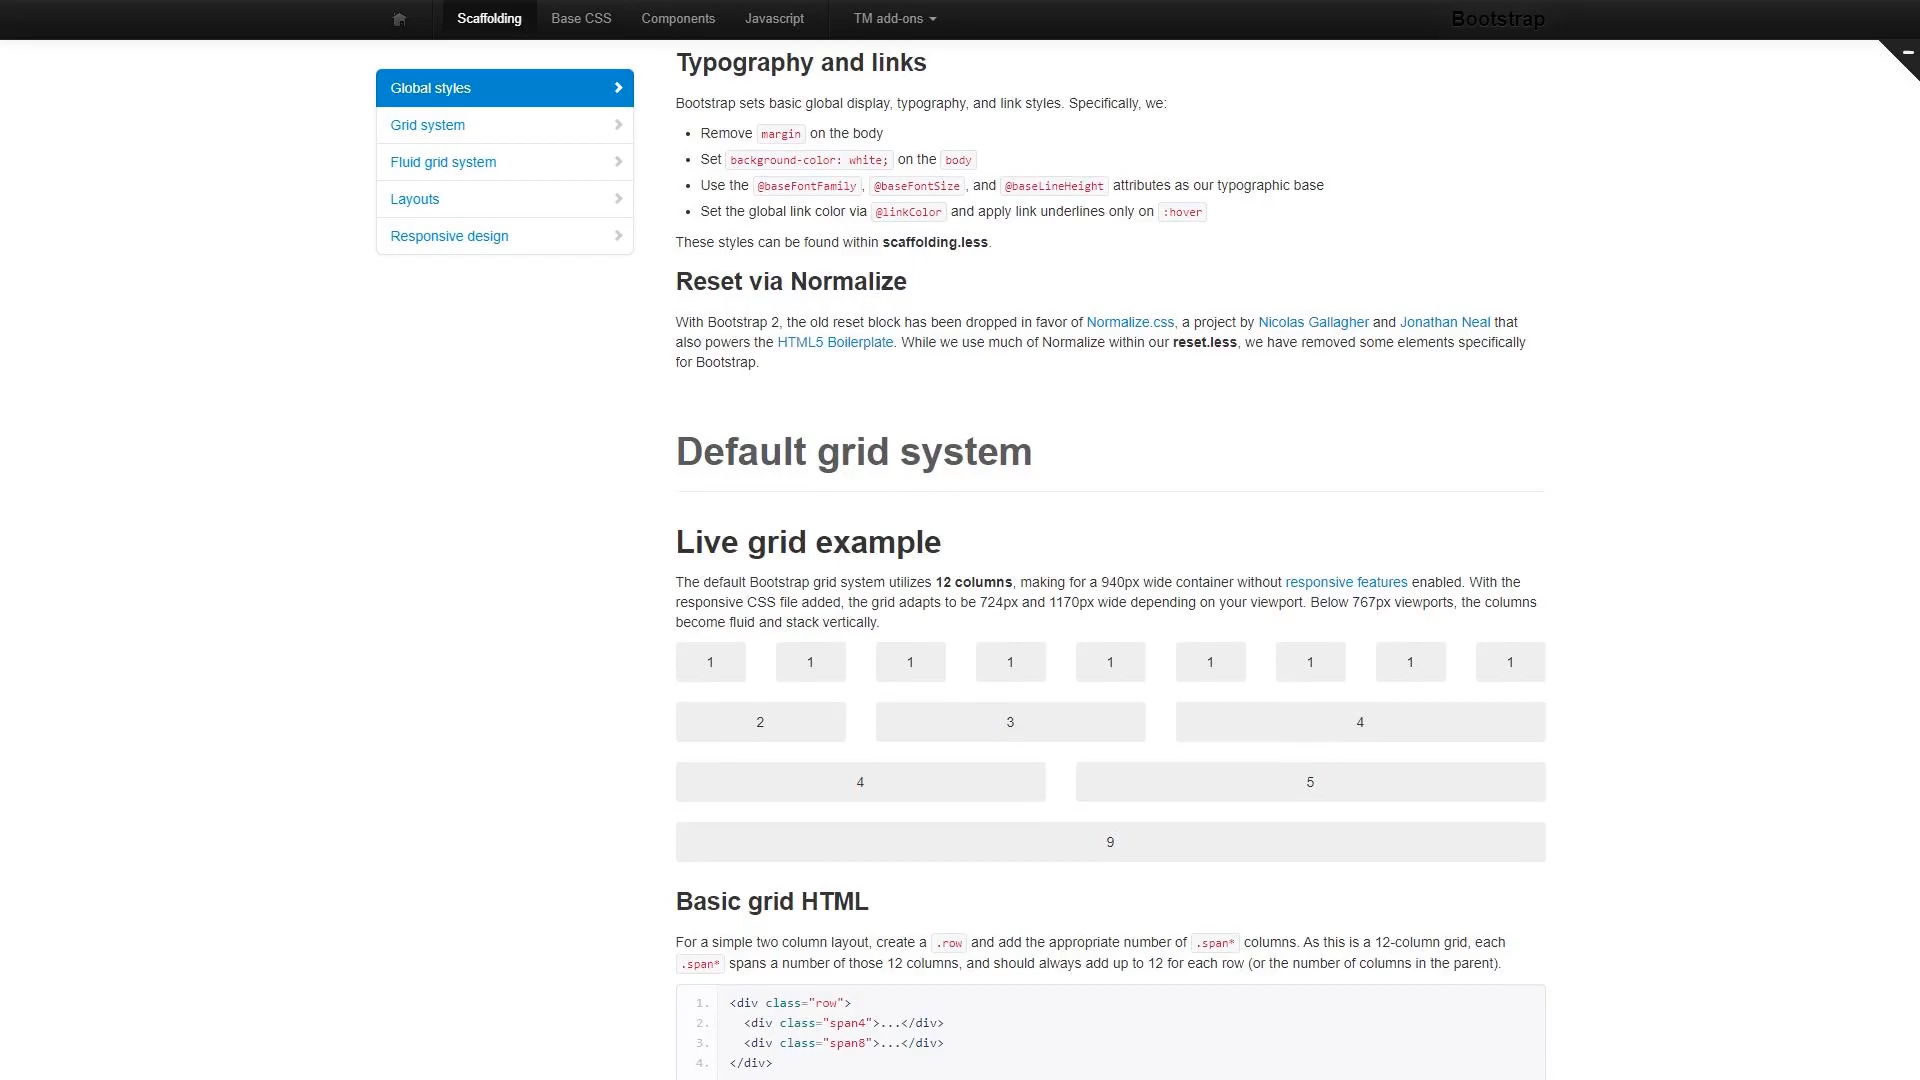 Scaffolding Base CSS Components Javascript TM add-ons Bootstrap
Global styles
Grid system
Fluid grid system
Layouts
Responsive design
Typography and links
Bootstrap sets basic global display, typography, and link styles. Specifically, we:
Remove margin on the body
Set background-color: white; on the body
Use the @baseFontFamily, @baseFontSize, and @baseLineHeight attributes as our typographic base
Set the global link color via @linkColor and apply link underlines only on :hover
These styles can be found within scaffolding.less.
Reset via Normalize
With Bootstrap 2, the old reset block has been dropped in favor of Normalize.css, a project by Nicolas Gallagher and Jonathan Neal that
also powers the HTML5 Boilerplate. While we use much of Normalize within our reset.less, we have removed some elements specifically
for Bootstrap.
Default grid system
Live grid example
The default Bootstrap grid system utilizes 12 columns, making for a 940px wide container without responsive features enabled. With the
responsive CSS file added, the grid adapts to be 724px and 1170px wide depending on your viewport. Below 767px viewports, the columns
become fluid and stack vertically.
1 1 1 1 1 1 1 1 1
2 3 4
4 5
9
Basic grid HTML
For a simple two column layout, create a .row and add the appropriate number of .span* columns. As this is a 12-column grid, each
.span* spans a number of those 12 columns, and should always add up to 12 for each row (or the number of columns in the parent).
1. <div class="row">
2. <div class="span4">...</div>
3. <div class="span8">...</div>
4. </div>